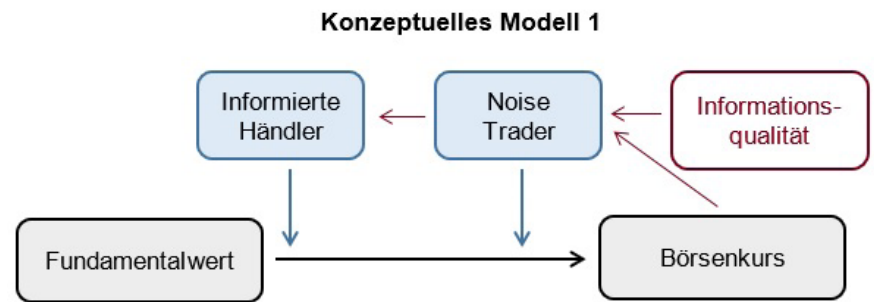 Konzeptuelles Modell 1
Informierte
Händler
Noise
Trader
Informations-
qualität
Fundamentalwert
Börsenkurs